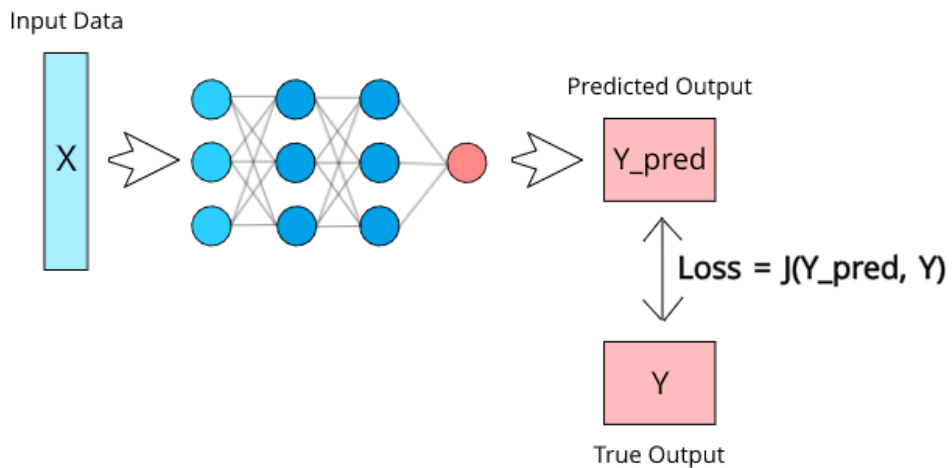 Input Data
X
Predicted Output
Y_pred
Loss = J(Y_pred, Y)
Y
True Output